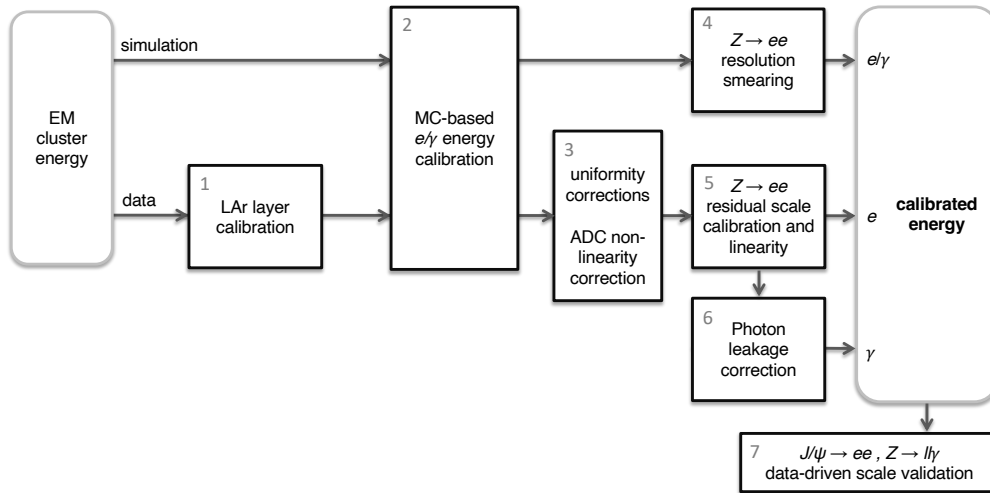 EM
cluster
energy
simulation
data
1
LAr layer
calibration
2
MC-based
e/γ energy
calibration
3
uniformity
corrections
ADC non-
linearity
correction
4
Z → ee
resolution
smearing
5
Z → ee
residual scale
calibration and
linearity
6
Photon
leakage
correction
e/γ
e
γ
calibrated
energy
7
J/ψ → ee , Z → llγ
data-driven scale validation